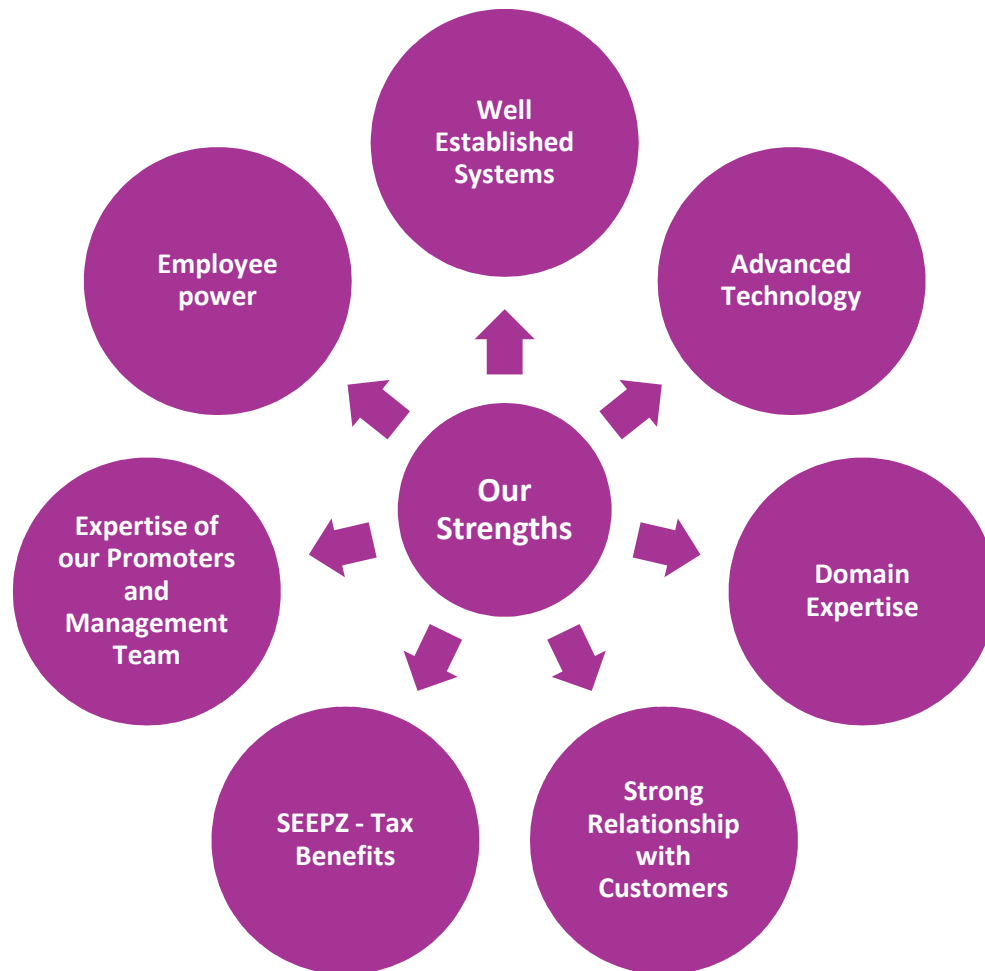 Well
Established
Systems
Advanced
Technology
Domain
Expertise
Strong
Relationship
with
Customers
SEEPZ - Tax
Benefits
Expertise of
our Promoters
and
Management
Team
Employee
power
Our
Strengths